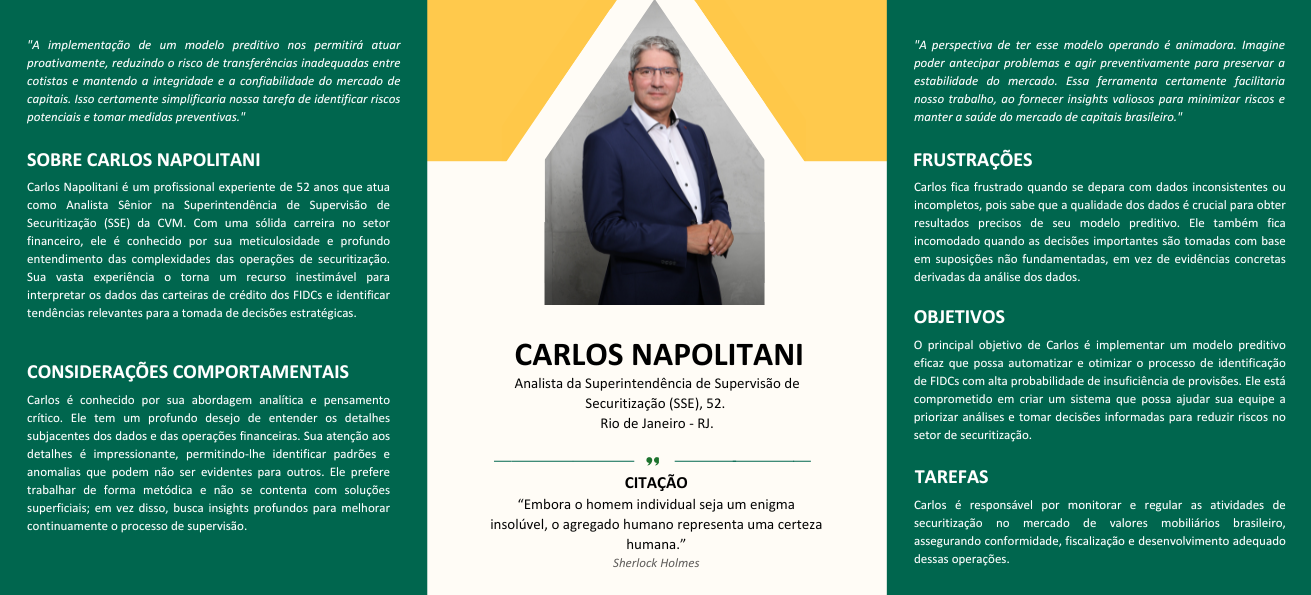 "A implementação de um modelo preditivo nos permitirá atuar
proativamente, reduzindo o risco de transferências inadequadas entre
cotistas e mantendo a integridade e a confiabilidade do mercado de
capitais. Isso certamente simplificaria nossa tarefa de identificar riscos
potenciais e tomar medidas preventivas."
SOBRE CARLOS NAPOLITANI
Carlos Napolitani é um profissional experiente de 52 anos que atua
como Analista Sênior na Superintendência de Supervisão de
Securitização (SSE) da CVM. Com uma sólida carreira no setor
financeiro, ele é conhecido por sua meticulosidade e profundo
entendimento das complexidades das operações de securitização.
Sua vasta experiência o torna um recurso inestimável para
interpretar os dados das carteiras de crédito dos FIDCs e identificar
tendências relevantes para a tomada de decisões estratégicas.
CONSIDERAÇÕES COMPORTAMENTAIS
Carlos é conhecido por sua abordagem analítica e pensamento
crítico. Ele tem um profundo desejo de entender os detalhes
subjacentes dos dados e das operações financeiras. Sua atenção aos
detalhes é impressionante, permitindo-lhe identificar padrões e
anomalias que podem não ser evidentes para outros. Ele prefere
trabalhar de forma metódica e não se contenta com soluções
superficiais; em vez disso, busca insights profundos para melhorar
continuamente o processo de supervisão.
CARLOS NAPOLITANI
Analista da Superintendência de Supervisão de
Securitização (SSE), 52.
Rio de Janeiro - RJ.
CITAÇÃO
“Embora o homem individual seja um enigma
insolúvel, o agregado humano representa uma certeza
humana.”
Sherlock Holmes
"A perspectiva de ter esse modelo operando é animadora. Imagine
poder antecipar problemas e agir preventivamente para preservar a
estabilidade do mercado. Essa ferramenta certamente facilitaria
nosso trabalho, ao fornecer insights valiosos para minimizar riscos e
manter a saúde do mercado de capitais brasileiro."
FRUSTRAÇÕES
Carlos fica frustrado quando se depara com dados inconsistentes ou
incompletos, pois sabe que a qualidade dos dados é crucial para obter
resultados precisos de seu modelo preditivo. Ele também fica
incomodado quando as decisões importantes são tomadas com base
em suposições não fundamentadas, em vez de evidências concretas
derivadas da análise dos dados.
OBJETIVOS
O principal objetivo de Carlos é implementar um modelo preditivo
eficaz que possa automatizar e otimizar o processo de identificação
de FIDCs com alta probabilidade de insuficiência de provisões. Ele está
comprometido em criar um sistema que possa ajudar sua equipe a
priorizar análises e tomar decisões informadas para reduzir riscos no
setor de securitização.
TAREFAS
Carlos é responsável por monitorar e regular as atividades de
securitização no mercado de valores mobiliários brasileiro,
assegurando conformidade, fiscalização e desenvolvimento adequado
dessas operações.